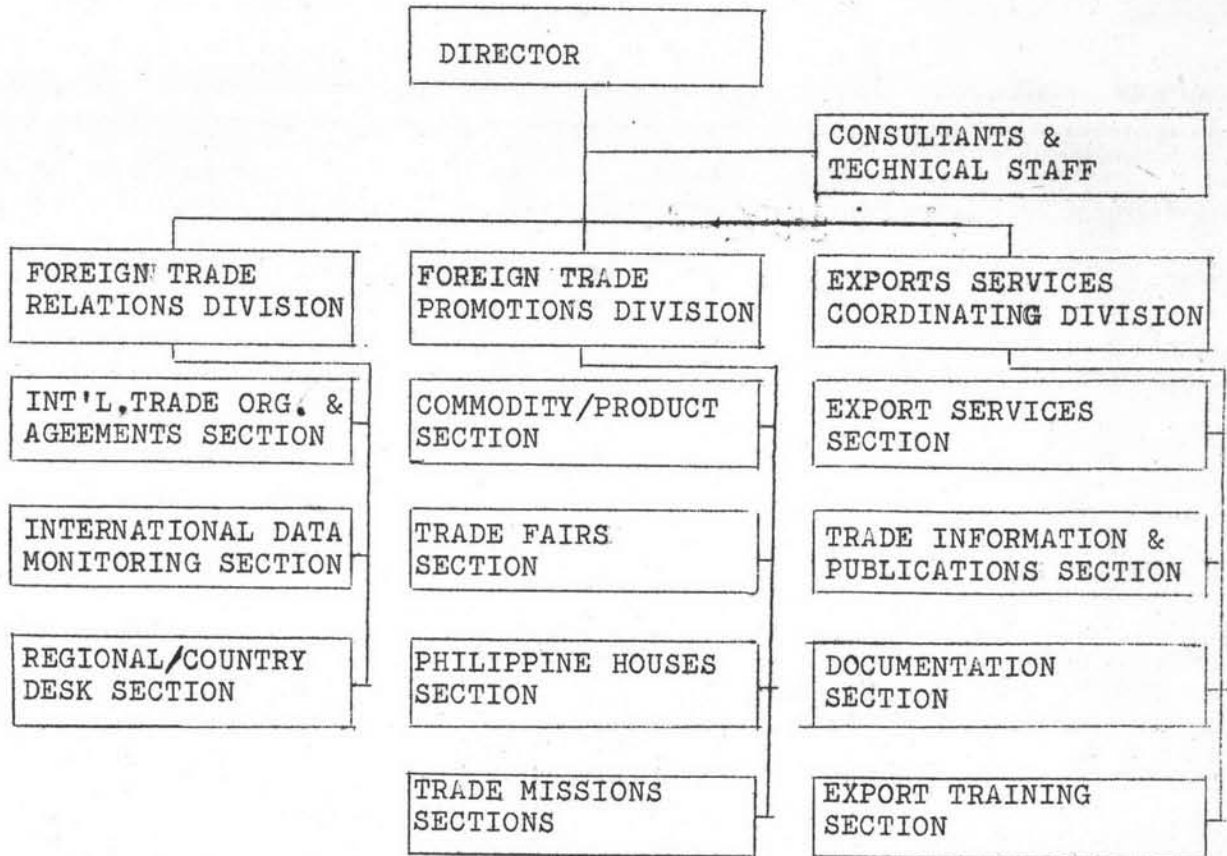 DIRECTOR
CONSULTANTS &
TECHNICAL STAFF
FOREIGN TRADE
RELATIONS DIVISION
INT'L, TRADE ORG. &
AGEEMENTS SECTION
INTERNATIONAL DATA
MONITORING SECTION
REGIONAL/COUNTRY
DESK SECTION
FOREIGN TRADE
PROMOTIONS DIVISION
COMMODITY/PRODUCT
SECTION
TRADE FAIRS
SECTION
PHILIPPINE HOUSES
SECTION
TRADE MISSIONS
SECTIONS
EXPORTS SERVICES
COORDINATING DIVISION
EXPORT SERVICES
SECTION
TRADE INFORMATION &
PUBLICATIONS SECTION
DOCUMENTATION
SECTION
EXPORT TRAINING
SECTION